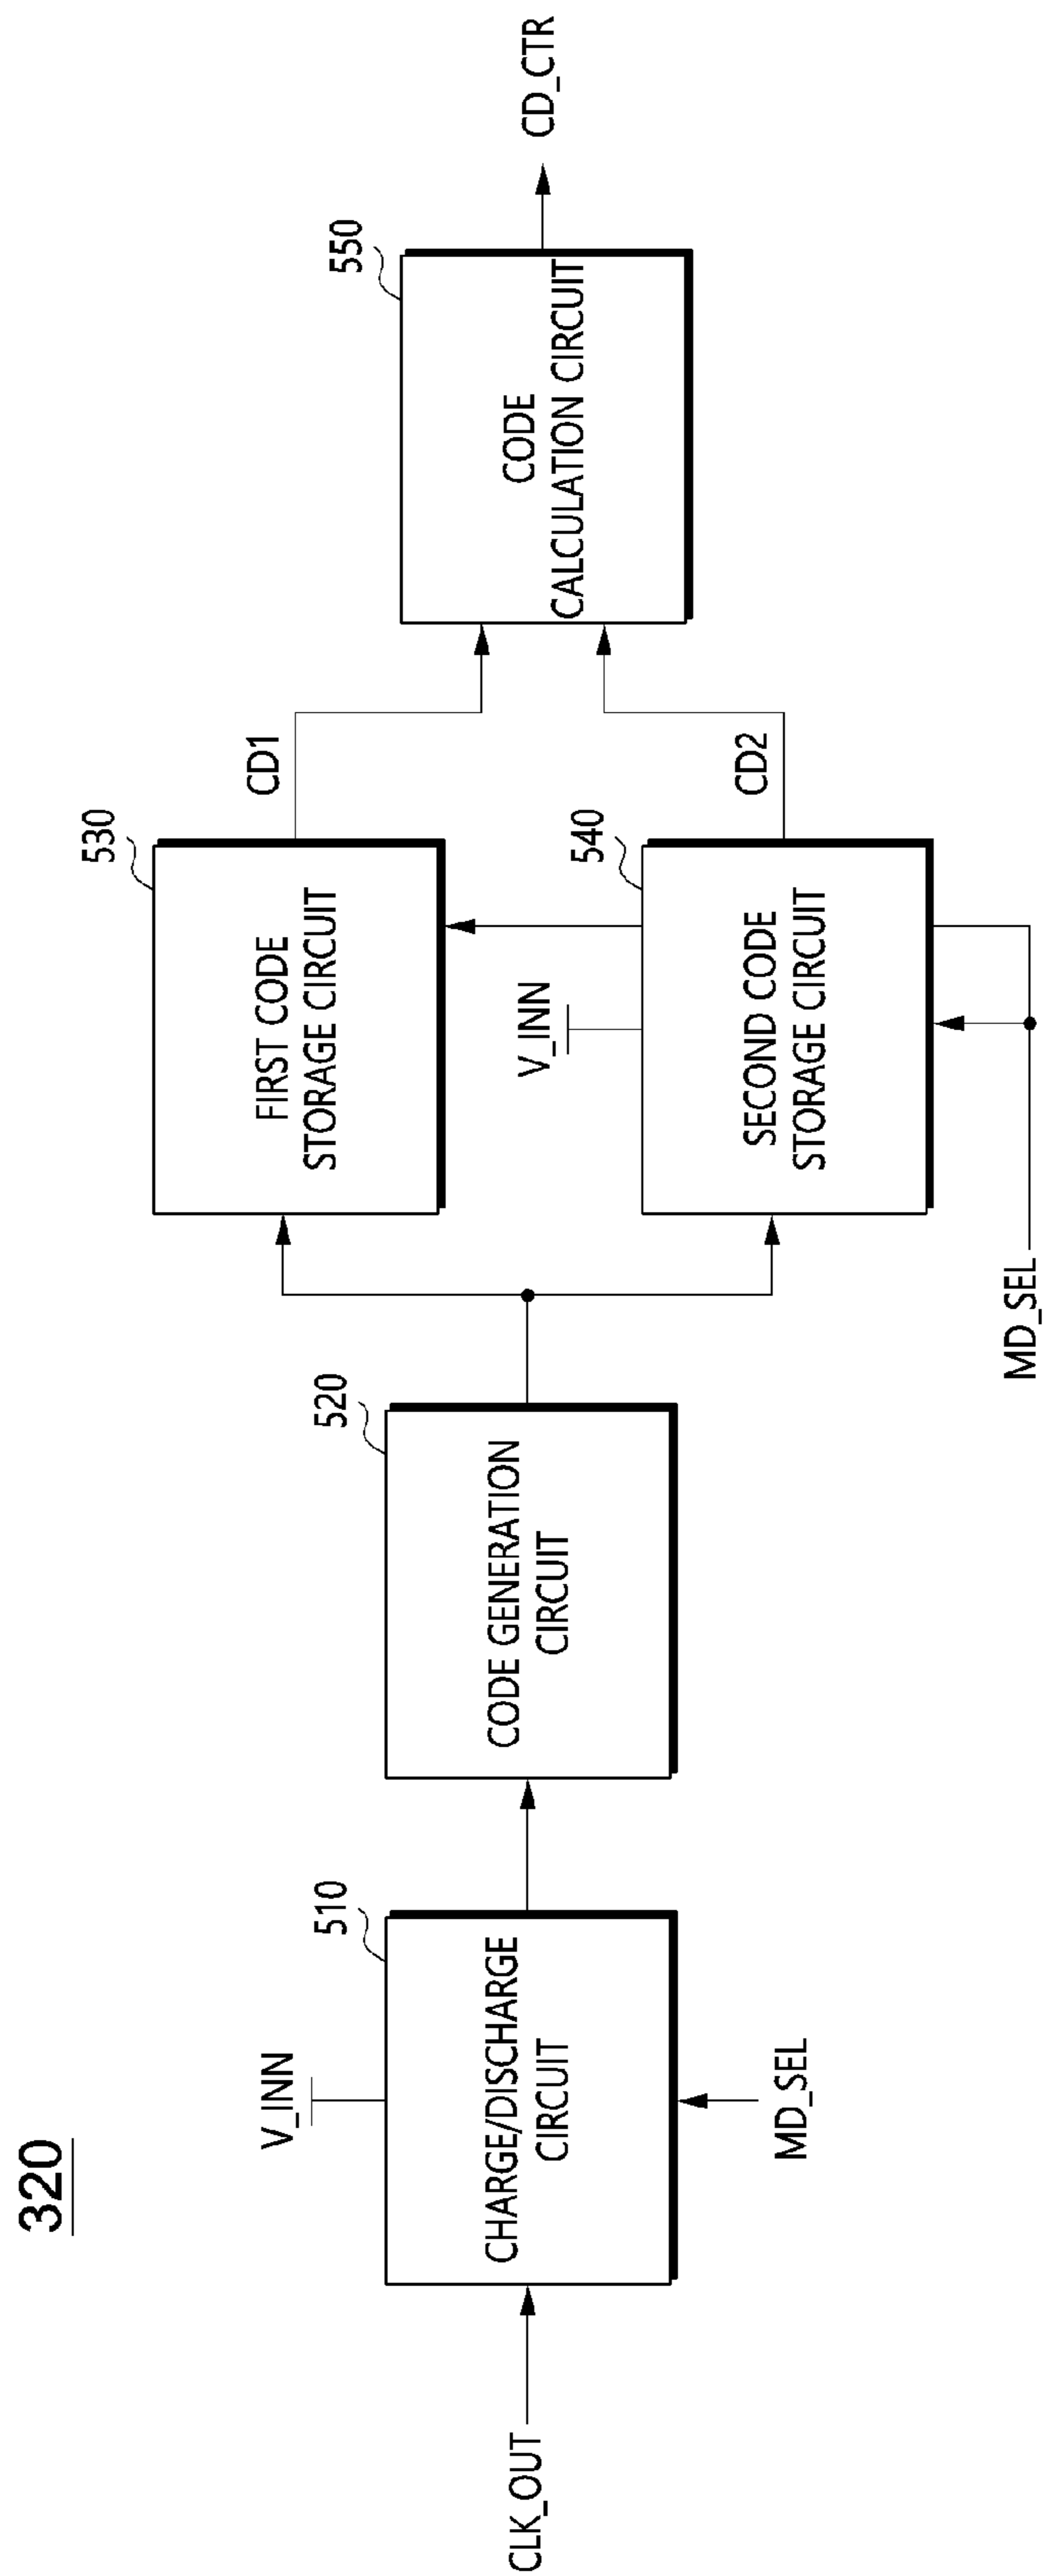 320
CLK_OUT
V_INN
510
CHARGE/DISCHARGE
CIRCUIT
MD_SEL
520
CODE GENERATION
CIRCUIT
530
FIRST CODE
STORAGE CIRCUIT
CD1
V_INN
540
SECOND CODE
STORAGE CIRCUIT
CD2
MD_SEL
550
CODE
CALCULATION CIRCUIT
CD_CTR